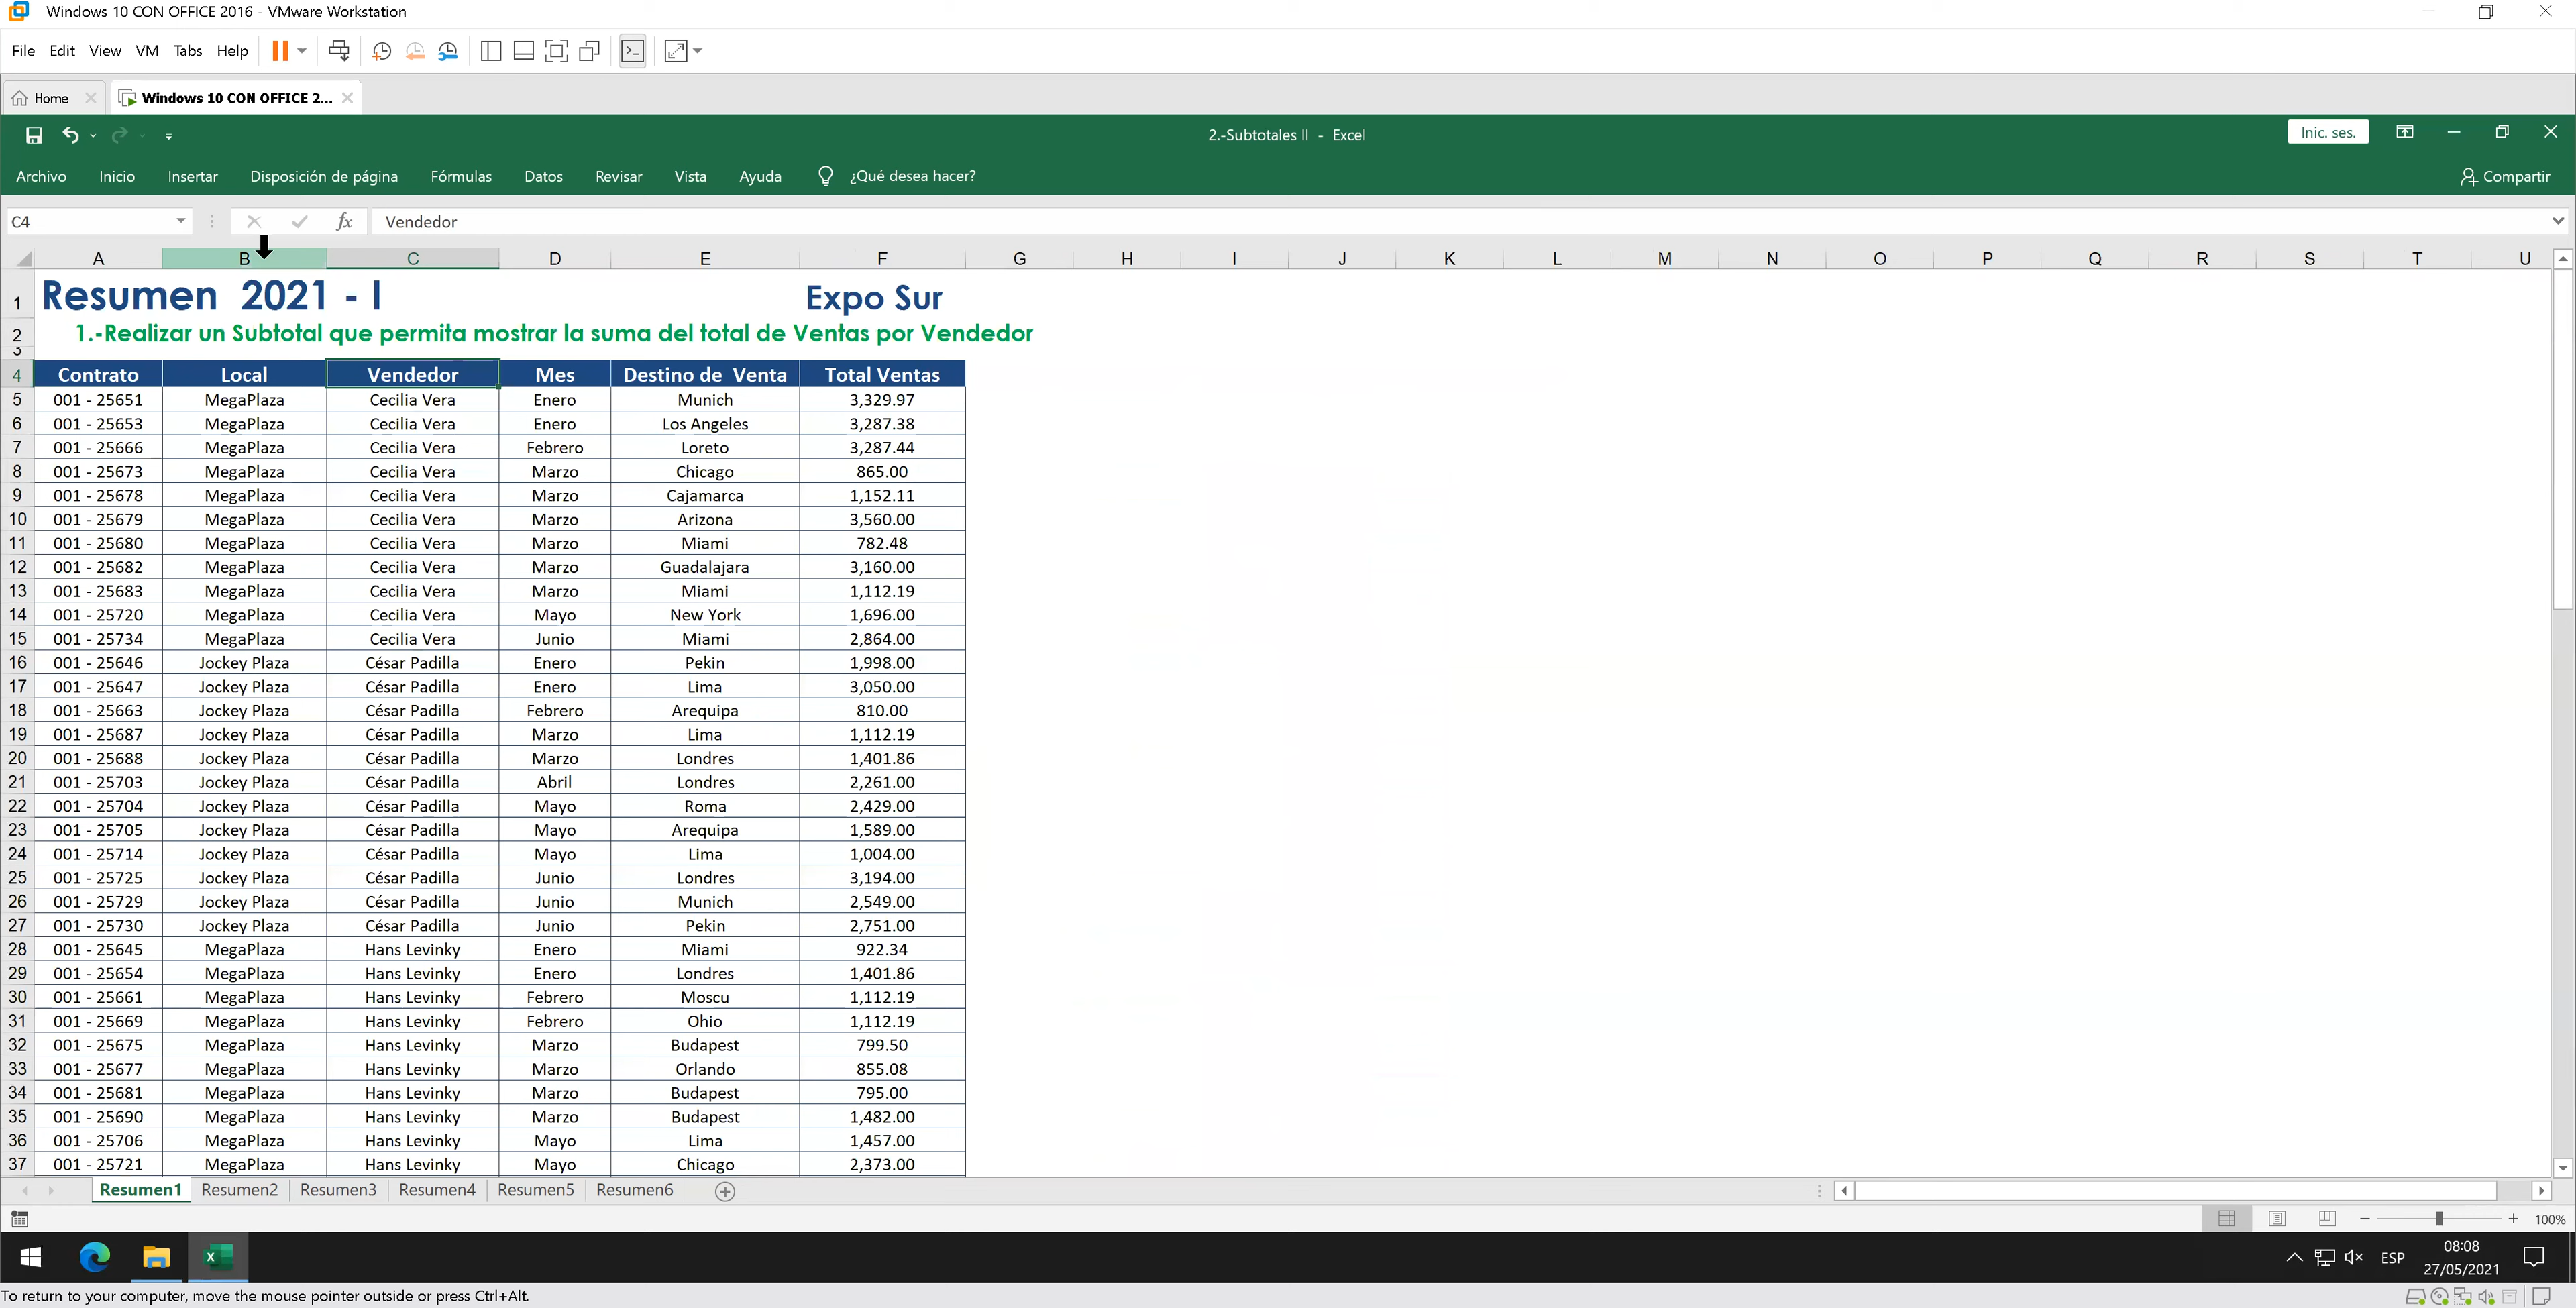 Windows 10 CON OFFICE 2016 - VMware Workstation
File Edit View VM Tabs Help
Home Windows 10 CON OFFICE 2...
2.-Subtotales II - Excel Inic. ses.
Archivo Inicio Insertar Disposición de página Fórmulas Datos Revisar Vista Ayuda ¿Qué desea hacer? Compartir
C4 fx Vendedor
A B C D E F G H I J K L M N O P Q R S T U
1 Resumen 2021 - I Expo Sur
2 1.-Realizar un Subtotal que permita mostrar la suma del total de Ventas por Vendedor
3
4 Contrato Local Vendedor Mes Destino de Venta Total Ventas
5 001 - 25651 MegaPlaza Cecilia Vera Enero Munich 3,329.97
6 001 - 25653 MegaPlaza Cecilia Vera Enero Los Angeles 3,287.38
7 001 - 25666 MegaPlaza Cecilia Vera Febrero Loreto 3,287.44
8 001 - 25673 MegaPlaza Cecilia Vera Marzo Chicago 865.00
9 001 - 25678 MegaPlaza Cecilia Vera Marzo Cajamarca 1,152.11
10 001 - 25679 MegaPlaza Cecilia Vera Marzo Arizona 3,560.00
11 001 - 25680 MegaPlaza Cecilia Vera Marzo Miami 782.48
12 001 - 25682 MegaPlaza Cecilia Vera Marzo Guadalajara 3,160.00
13 001 - 25683 MegaPlaza Cecilia Vera Marzo Miami 1,112.19
14 001 - 25720 MegaPlaza Cecilia Vera Mayo New York 1,696.00
15 001 - 25734 MegaPlaza Cecilia Vera Junio Miami 2,864.00
16 001 - 25646 Jockey Plaza César Padilla Enero Pekin 1,998.00
17 001 - 25647 Jockey Plaza César Padilla Enero Lima 3,050.00
18 001 - 25663 Jockey Plaza César Padilla Febrero Arequipa 810.00
19 001 - 25687 Jockey Plaza César Padilla Marzo Lima 1,112.19
20 001 - 25688 Jockey Plaza César Padilla Marzo Londres 1,401.86
21 001 - 25703 Jockey Plaza César Padilla Abril Londres 2,261.00
22 001 - 25704 Jockey Plaza César Padilla Mayo Roma 2,429.00
23 001 - 25705 Jockey Plaza César Padilla Mayo Arequipa 1,589.00
24 001 - 25714 Jockey Plaza César Padilla Mayo Lima 1,004.00
25 001 - 25725 Jockey Plaza César Padilla Junio Londres 3,194.00
26 001 - 25729 Jockey Plaza César Padilla Junio Munich 2,549.00
27 001 - 25730 Jockey Plaza César Padilla Junio Pekin 2,751.00
28 001 - 25645 MegaPlaza Hans Levinky Enero Miami 922.34
29 001 - 25654 MegaPlaza Hans Levinky Enero Londres 1,401.86
30 001 - 25661 MegaPlaza Hans Levinky Febrero Moscu 1,112.19
31 001 - 25669 MegaPlaza Hans Levinky Febrero Ohio 1,112.19
32 001 - 25675 MegaPlaza Hans Levinky Marzo Budapest 799.50
33 001 - 25677 MegaPlaza Hans Levinky Marzo Orlando 855.08
34 001 - 25681 MegaPlaza Hans Levinky Marzo Budapest 795.00
35 001 - 25690 MegaPlaza Hans Levinky Marzo Budapest 1,482.00
36 001 - 25706 MegaPlaza Hans Levinky Mayo Lima 1,457.00
37 001 - 25721 MegaPlaza Hans Levinky Mayo Chicago 2,373.00
Resumen1 Resumen2 Resumen3 Resumen4 Resumen5 Resumen6
100%
ESP 08:08
27/05/2021
To return to your computer, move the mouse pointer outside or press Ctrl+Alt.